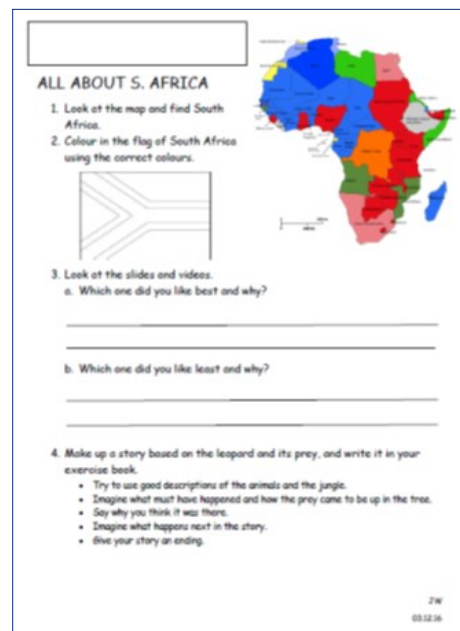 ALL ABOUT S. AFRICA
1. Look at the map and find South
Africa.
2. Colour in the flag of South Africa
using the correct colours.
3. Look at the slides and videos.
a. Which one did you like best and why?
b. Which one did you like least and why?
4. Make up a story based on the leopard and its prey, and write it in your
exercise book.
• Try to use good descriptions of the animals and the jungle.
• Imagine what must have happened and how the prey came to be up in the tree.
• Say why you think it was there.
• Imagine what happens next in the story.
• Give your story an ending.
JW
03.12.16